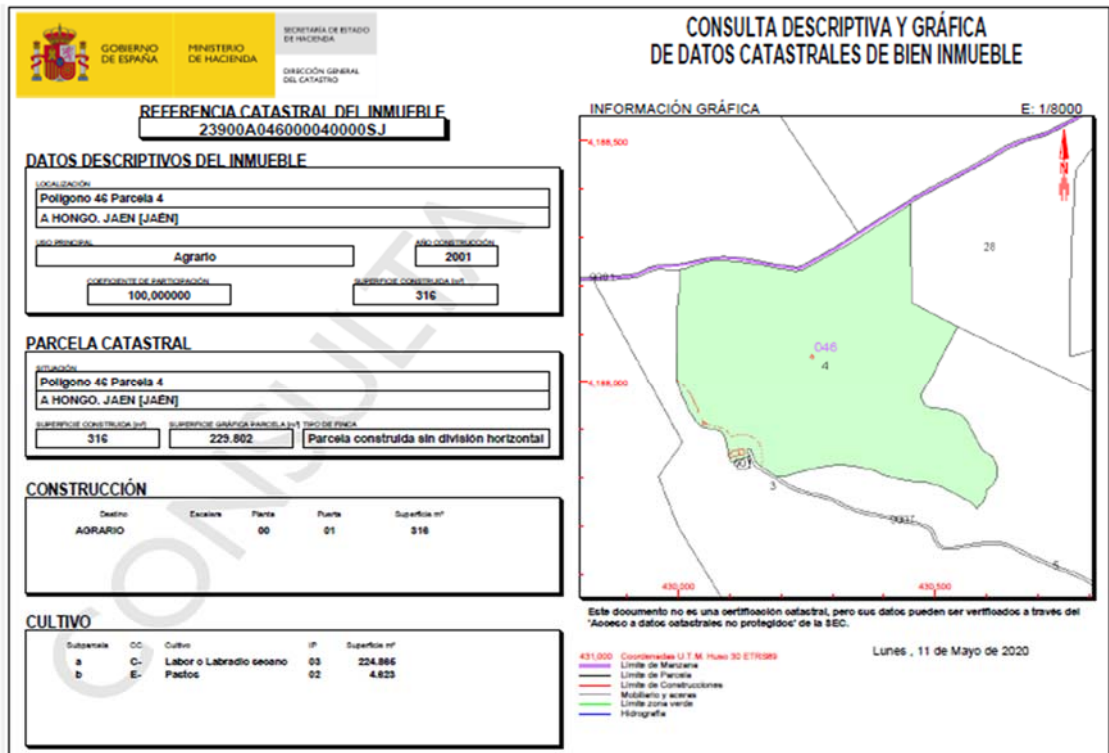 GOBIERNO
DE ESPAÑA
MINISTERIO
DE HACIENDA
SECRETARÍA DE ESTADO
DE HACIENDA
DIRECCIÓN GENERAL
DEL CATASTRO
CONSULTA DESCRIPTIVA Y GRÁFICA
DE DATOS CATASTRALES DE BIEN INMUEBLE
REFERENCIA CATASTRAL DEL INMUEBLE
23900A046000040000SJ
DATOS DESCRIPTIVOS DEL INMUEBLE
LOCALIZACIÓN
Polígono 46 Parcela 4
A HONGO. JAEN [JAÉN]
USO PRINCIPAL
Agrario
AÑO CONSTRUCCIÓN
2001
COEFICIENTE DE PARTICIPACIÓN
100,000000
SUPERFICIE CONSTRUIDA [m²]
316
PARCELA CATASTRAL
SITUACIÓN
Polígono 46 Parcela 4
A HONGO. JAEN [JAÉN]
SUPERFICIE CONSTRUIDA [m²]
316
SUPERFICIE GRÁFICA PARCELA [m²]
229.802
TIPO DE FINCA
Parcela construida sin división horizontal
CONSTRUCCIÓN
Destino Escalera Planta Puerta Superficie m²
AGRARIO 00 01 316
CULTIVO
Subparcela CC Cultivo IP Superficie m²
a C- Labor o Labradío secano 03 224.865
b E- Pastos 02 4.623
CONSULTA
INFORMACIÓN GRÁFICA E: 1/8000
4,188,500
28
046
4
4,188,000
3
5
430,000
430,500
Este documento no es una certificación catastral, pero sus datos pueden ser verificados a través del
"Acceso a datos catastrales no protegidos" de la SEC.
431,000 Coordenadas U.T.M. Huso 30 ETRS89
Límite de Manzana
Límite de Parcela
Límite de Construcciones
Mobiliario y aceras
Límite zona verde
Hidrografía
Lunes , 11 de Mayo de 2020